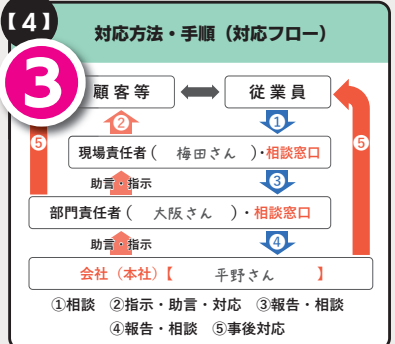 【4】
対応方法・手順（対応フロー）
3
顧客等 従業員
② ①
現場責任者（ 梅田さん ）・相談窓口
⑤ 助言・指示 ③ ⑤
部門責任者（ 大阪さん ）・相談窓口
助言・指示 ④
会社（本社）【 平野さん 】
①相談 ②指示・助言・対応 ③報告・相談
④報告・相談 ⑤事後対応